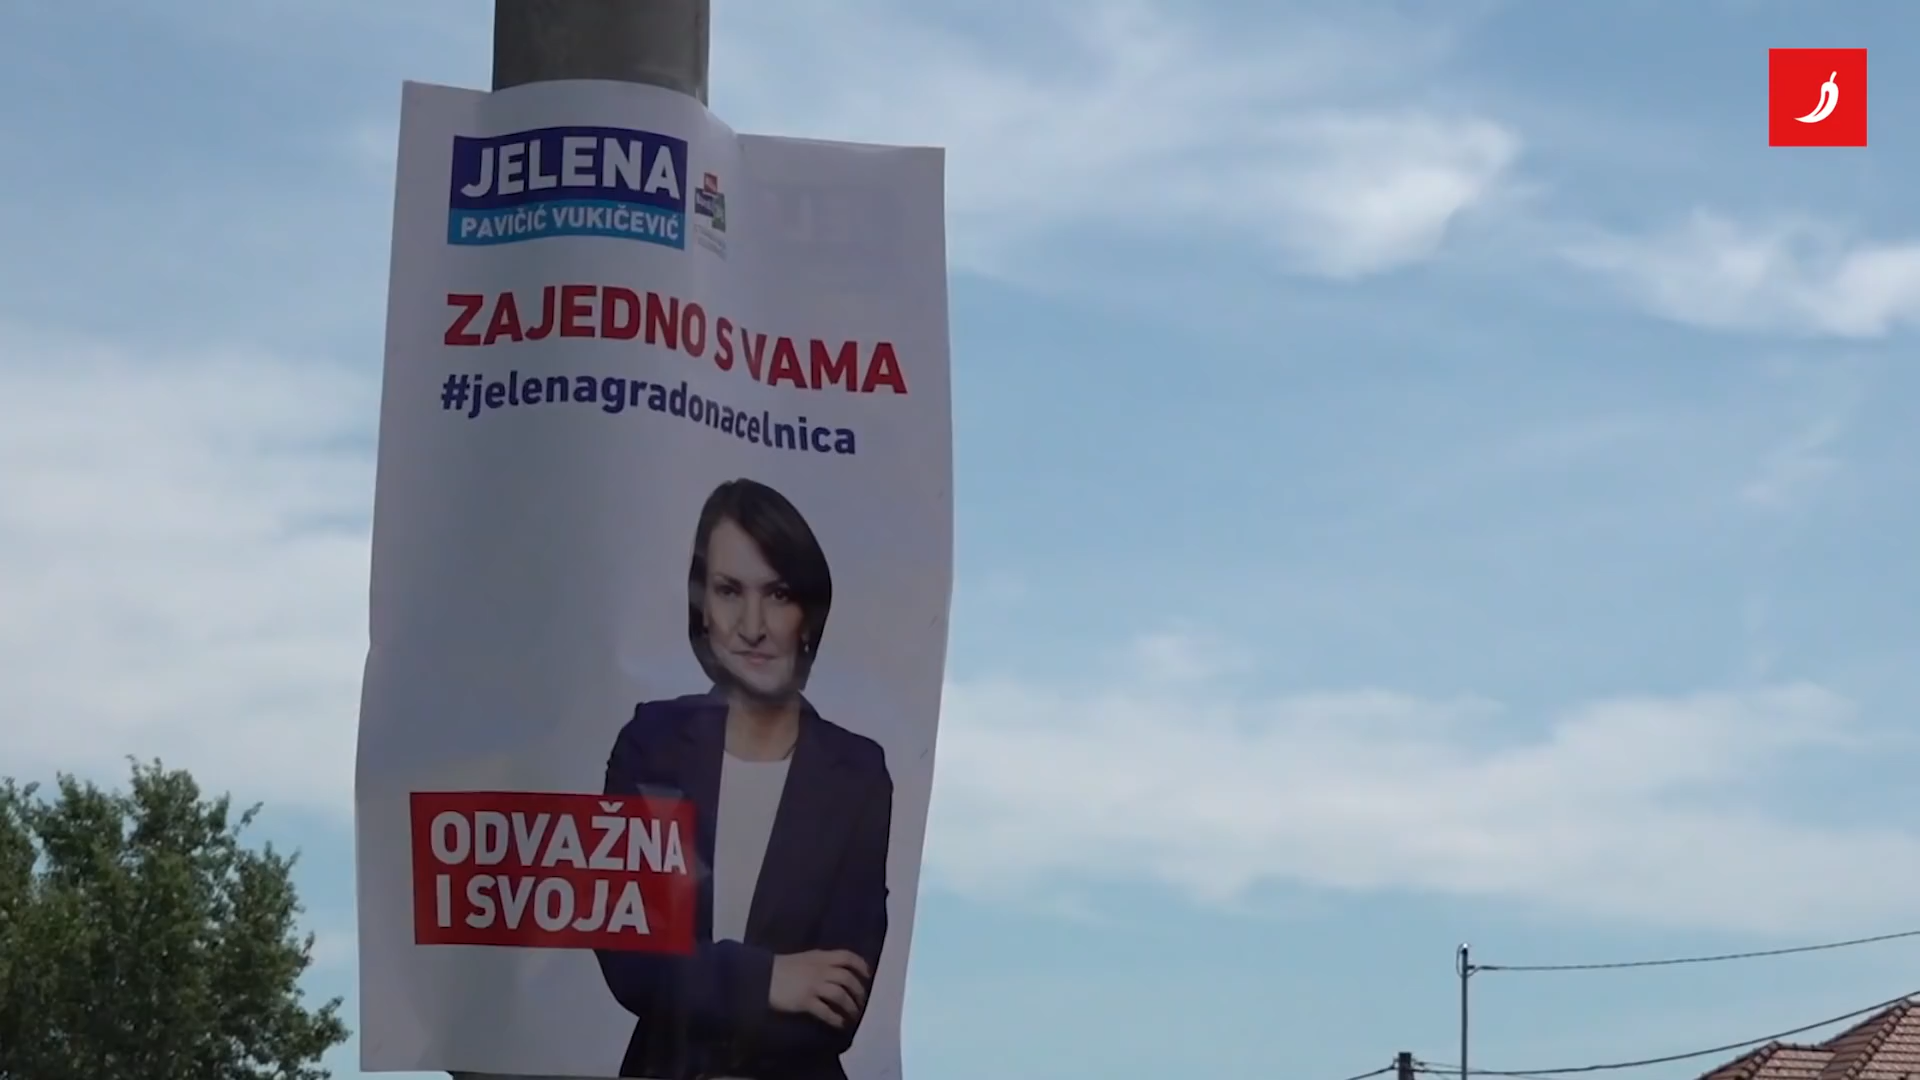 JELENA
PAVIČIĆ VUKIČEVIĆ
ZAJEDNO S VAMA
#jelenagradonacelnica
ODVAŽNA
I SVOJA